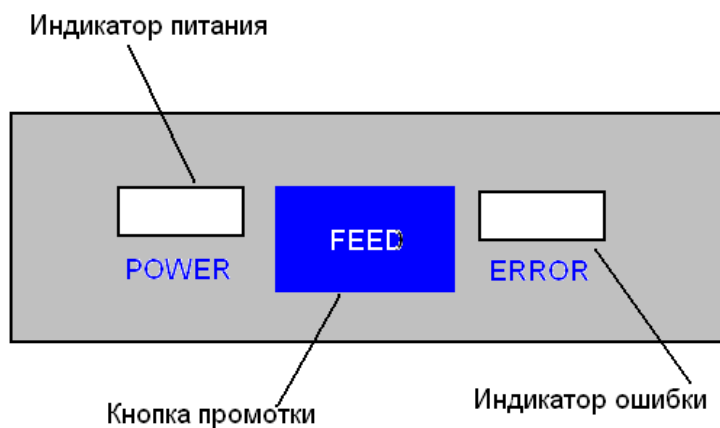 Индикатор питания
FEED
POWER
ERROR
Индикатор ошибки
Кнопка промотки